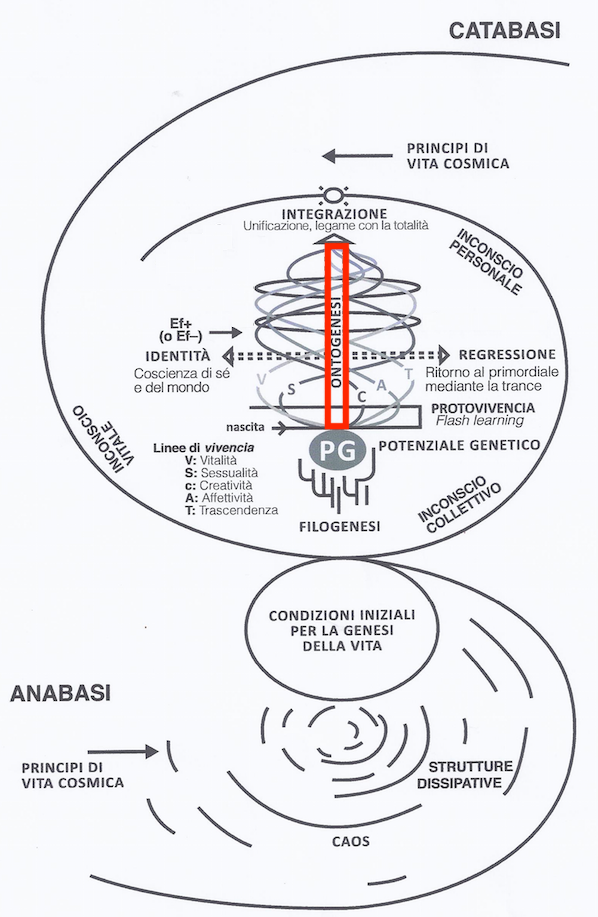 CATABASI
PRINCIPI DI
VITA COSMICA
INTEGRAZIONE
Unificazione, legame con la totalità
INCONSCIO
PERSONALE
ONTOGENESI
Ef+
(o Ef–)
IDENTITÀ
Coscienza di sé
e del mondo
REGRESSIONE
Ritorno al primordiale
mediante la trance
V
S
C
A
T
PROTOVIVENCIA
Flash learning
nascita
INCONSCIO
VITALE
Linee di vivencia
V: Vitalità
S: Sessualità
c: Creatività
A: Affettività
T: Trascendenza
PG
POTENZIALE GENETICO
FILOGENESI
INCONSCIO
COLLETTIVO
CONDIZIONI INIZIALI
PER LA GENESI
DELLA VITA
ANABASI
PRINCIPI DI
VITA COSMICA
STRUTTURE
DISSIPATIVE
CAOS